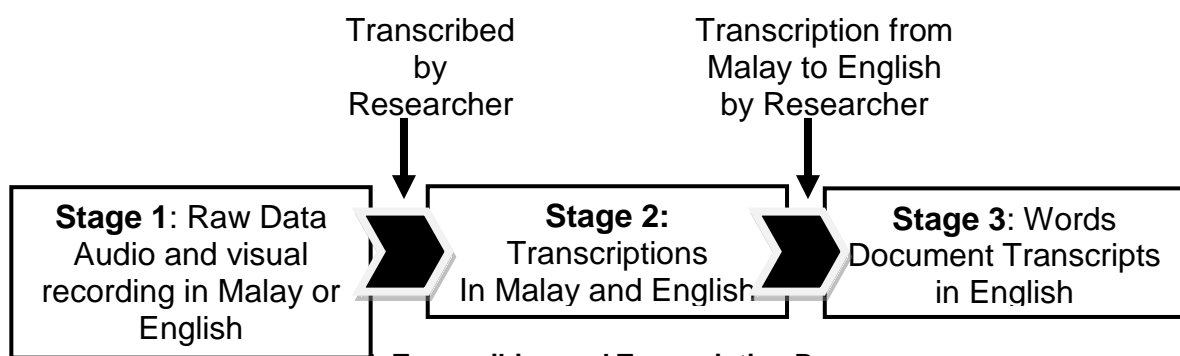 Transcribed
by
Researcher
Transcription from
Malay to English
by Researcher
Stage 1: Raw Data
Audio and visual
recording in Malay or
English
Stage 2:
Transcriptions
In Malay and English
Stage 3: Words
Document Transcripts
in English